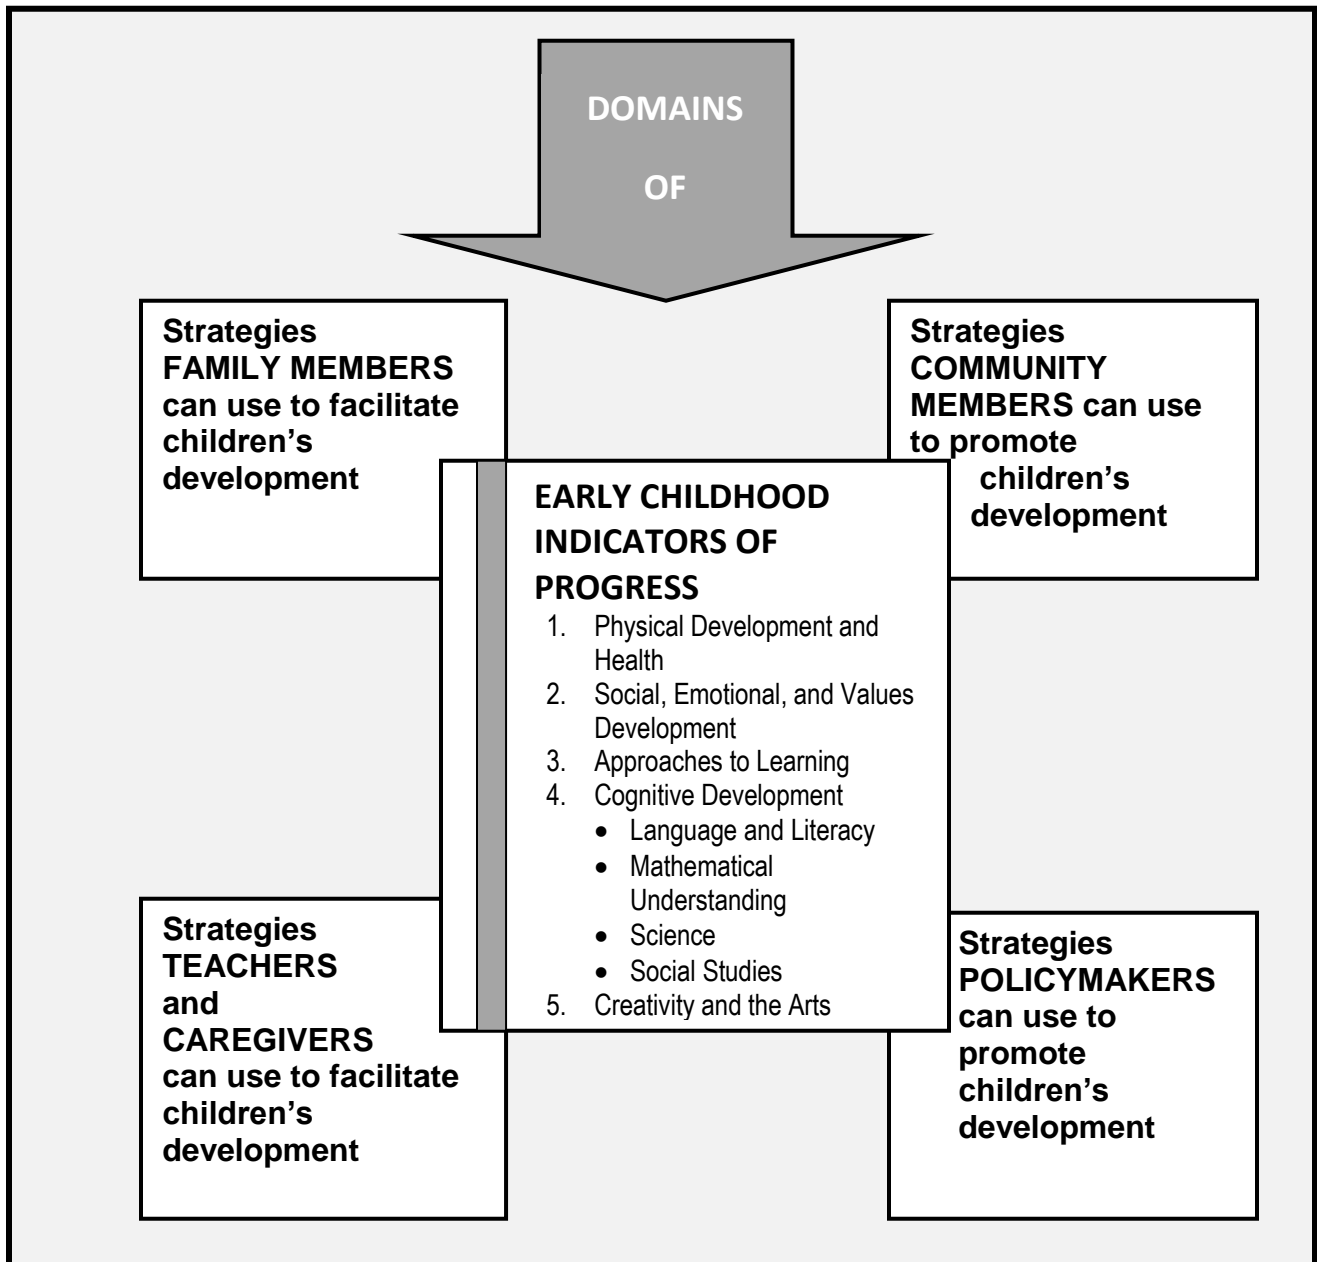 DOMAINS
OF
Strategies
FAMILY MEMBERS
can use to facilitate
children's
development
Strategies
COMMUNITY
MEMBERS can use
to promote
children's
development
EARLY CHILDHOOD
INDICATORS OF
PROGRESS
1. Physical Development and
Health
2. Social, Emotional, and Values
Development
3. Approaches to Learning
4. Cognitive Development
• Language and Literacy
• Mathematical
Understanding
• Science
• Social Studies
5. Creativity and the Arts
Strategies
TEACHERS
and
CAREGIVERS
can use to facilitate
children's
development
Strategies
POLICYMAKERS
can use to
promote
children's
development